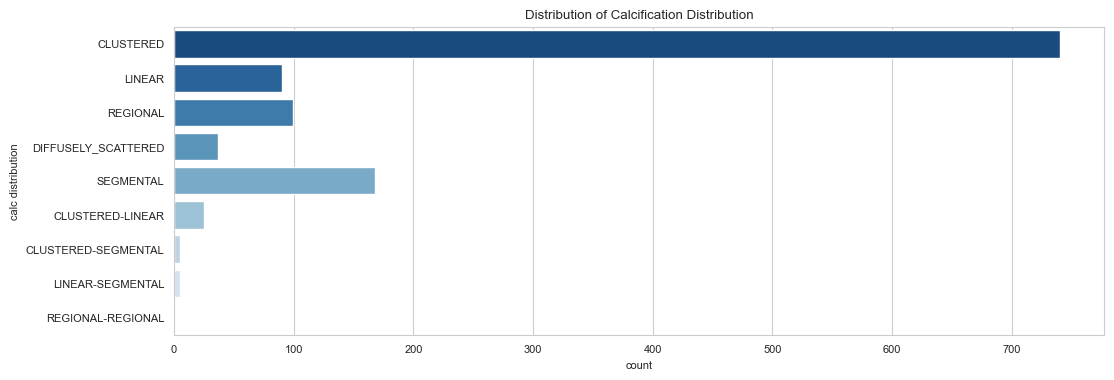 Distribution of Calcification Distribution
calc distribution
CLUSTERED
LINEAR
REGIONAL
DIFFUSELY_SCATTERED
SEGMENTAL
CLUSTERED-LINEAR
CLUSTERED-SEGMENTAL
LINEAR-SEGMENTAL
REGIONAL-REGIONAL
0 100 200 300 400 500 600 700
count